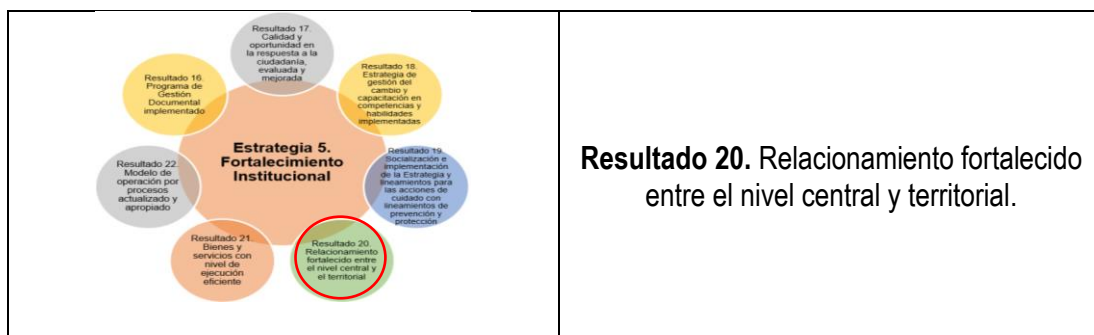 Resultado 17.
Calidad y
oportunidad en
la respuesta a la
ciudadanía,
evaluada y
mejorada
Resultado 18.
Estrategia de
gestión del
cambio y
capacitación en
competencias y
habilidades
implementadas
Resultado 16.
Programa de
Gestión
Documental
implementado
Estrategia 5.
Fortalecimiento
Institucional
Resultado 19.
Socialización e
implementación
de la Estrategia y
lineamientos para
las acciones de
cuidado con
lineamientos de
prevención y
protección
Resultado 22.
Modelo de
operación por
procesos
actualizado y
apropiado
Resultado 21.
Bienes y
servicios con
nivel de
ejecución
eficiente
Resultado 20.
Relacionamiento
fortalecido entre
el nivel central y
el territorial
Resultado 20. Relacionamiento fortalecido
entre el nivel central y territorial.